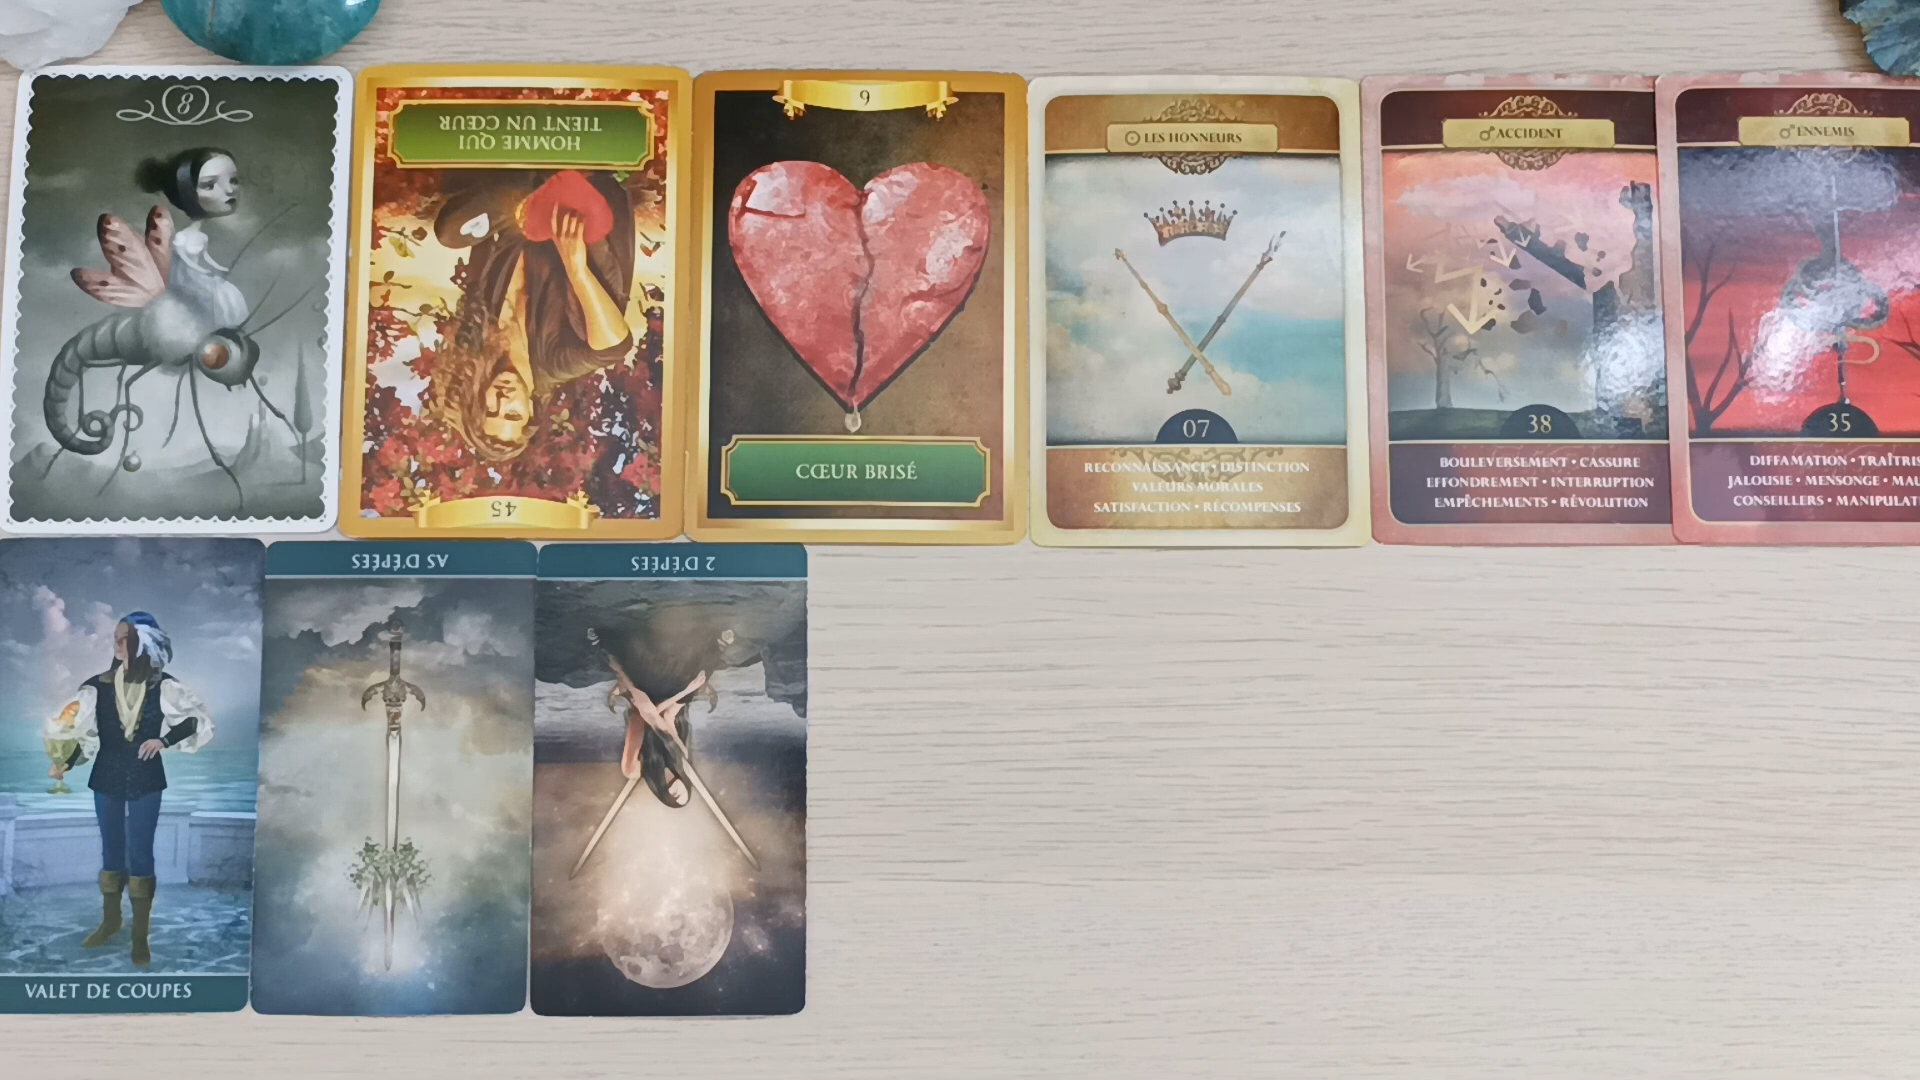 8
HOMME QUI
TIENT UN CŒUR
45
9
CŒUR BRISÉ
LES HONNEURS
07
RECONNAISSANCE • DISTINCTION
VALEURS MORALES
SATISFACTION • RÉCOMPENSES
ACCIDENT
38
BOULEVERSEMENT • CASSURE
EFFONDREMENT • INTERRUPTION
EMPÊCHEMENTS • RÉVOLUTION
ENNEMIS
35
DIFFAMATION • TRAÎTRIS
JALOUSIE • MENSONGE • MAU
CONSEILLERS • MANIPULAT
VALET DE COUPES
AS D'ÉPÉES
2 D'ÉPÉES